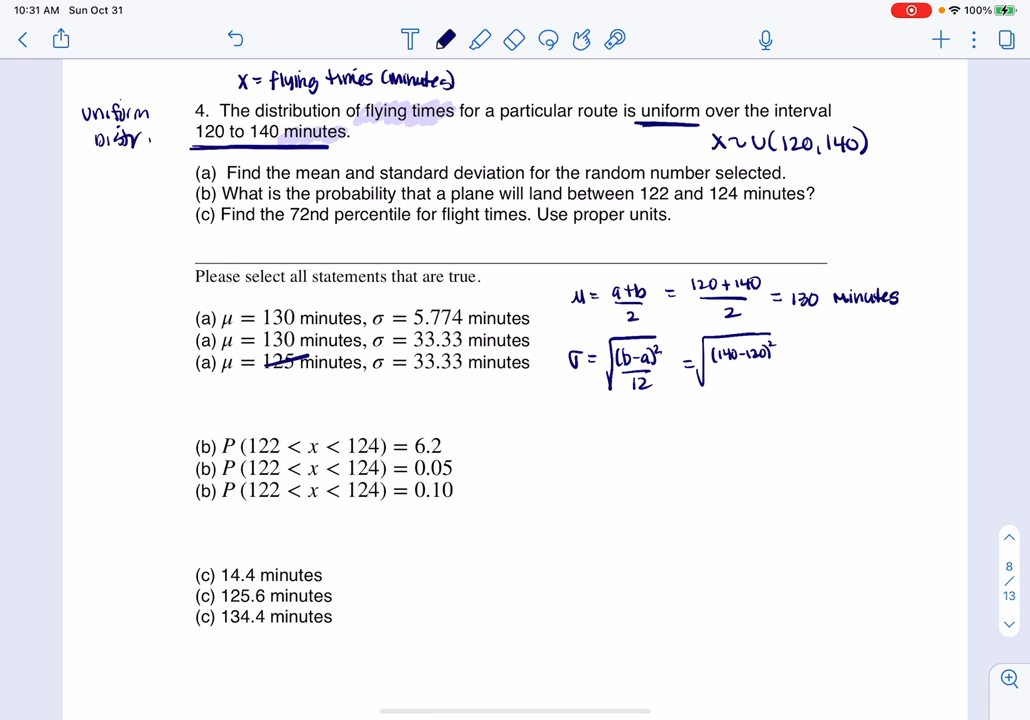 10:31 AM Sun Oct 31
100%
x = flying times (minutes)
Uniform
Distr.
4. The distribution of flying times for a particular route is uniform over the interval
120 to 140 minutes.
X ~ U(120, 140)
(a) Find the mean and standard deviation for the random number selected.
(b) What is the probability that a plane will land between 122 and 124 minutes?
(c) Find the 72nd percentile for flight times. Use proper units.
Please select all statements that are true.
μ = a+b/2 = 120+140/2 = 130 minutes
(a) μ = 130 minutes, σ = 5.774 minutes
(a) μ = 130 minutes, σ = 33.33 minutes
(a) μ = 125 minutes, σ = 33.33 minutes
σ = √(b-a)²/12 = √(140-120)²
(b) P (122 < x < 124) = 6.2
(b) P (122 < x < 124) = 0.05
(b) P (122 < x < 124) = 0.10
(c) 14.4 minutes
(c) 125.6 minutes
(c) 134.4 minutes
8
/
13